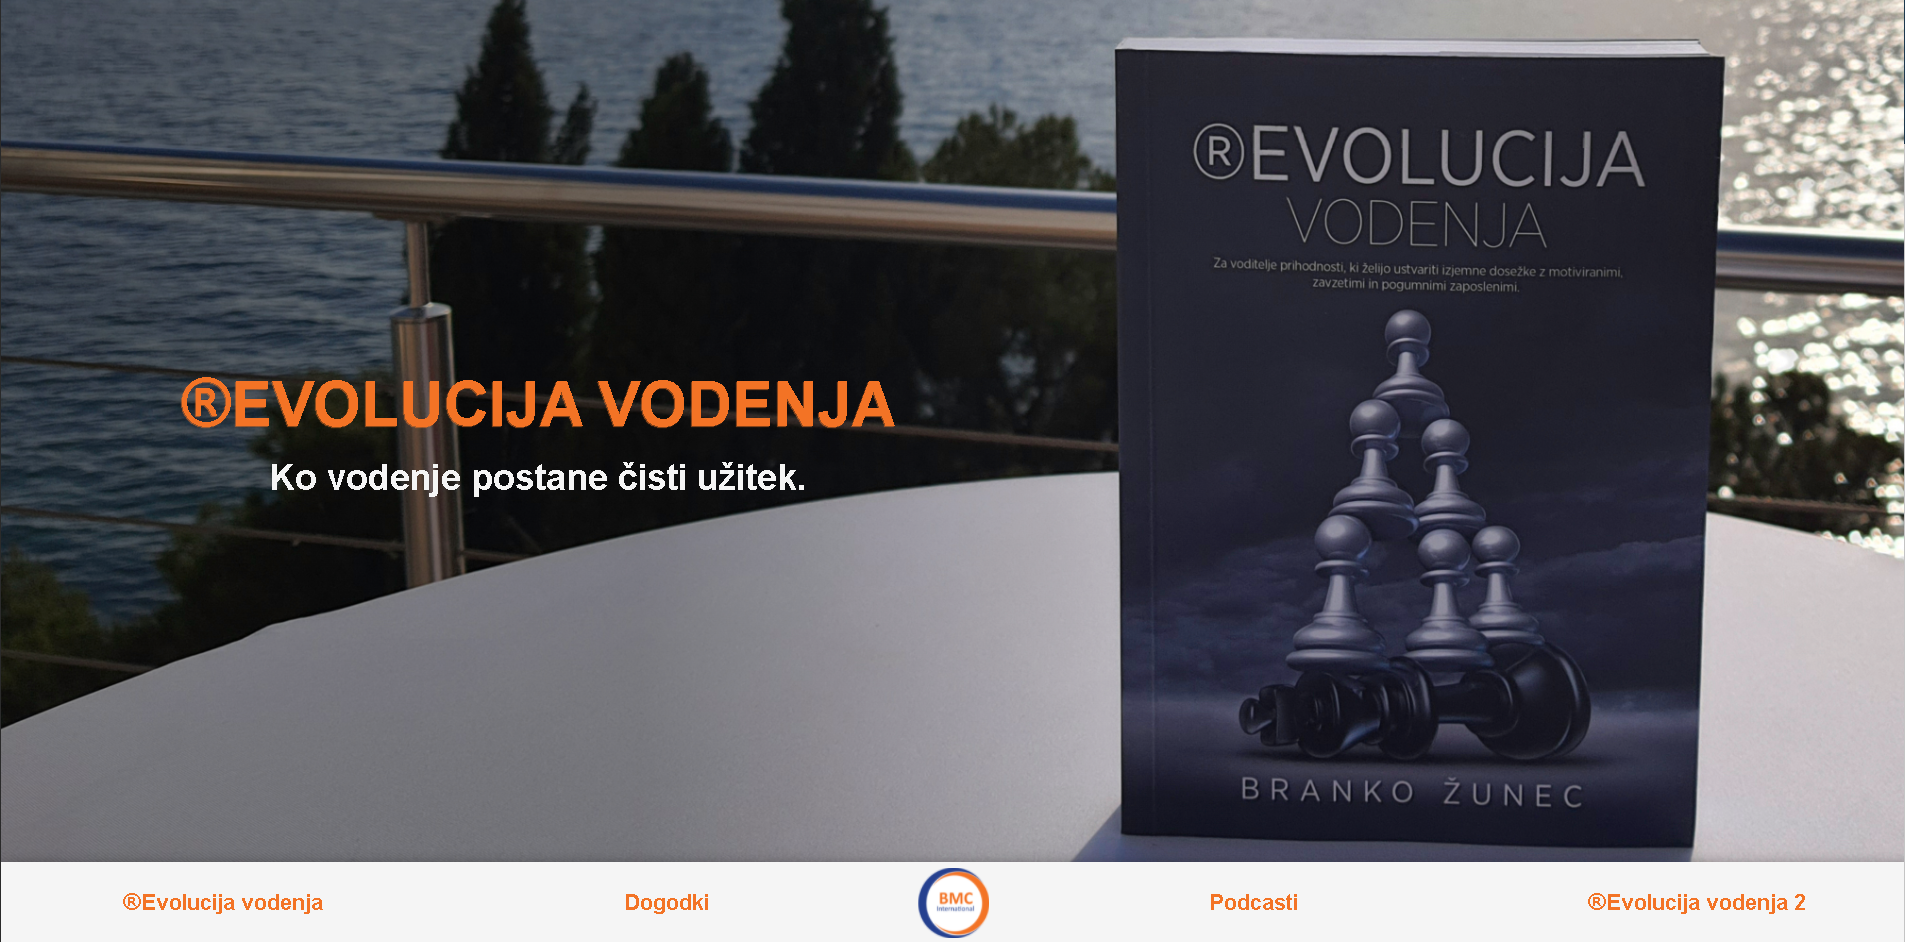 ®EVOLUCIJA
VODENJA
Za voditelje prihodnosti, ki želijo ustvariti izjemne dosežke z motiviranimi,
zavzetimi in pogumnimi zaposlenimi.
BRANKO ŽUNEC
®EVOLUCIJA VODENJA
Ko vodenje postane čisti užitek.
®Evolucija vodenja
Dogodki
BMC
International
Podcasti
®Evolucija vodenja 2